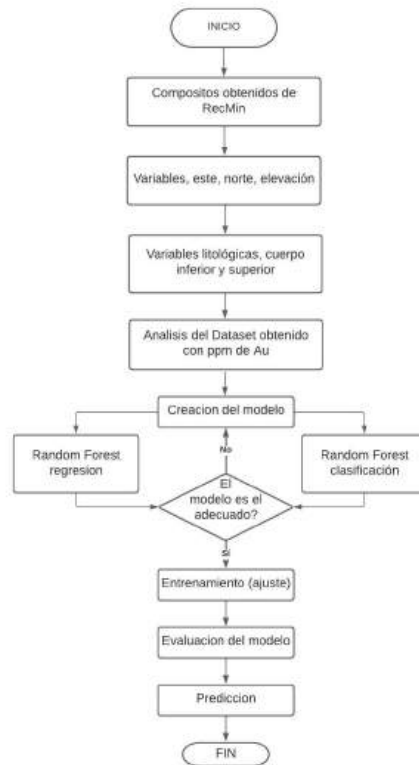 INICIO
Compositos obtenidos de
RecMin
Variables, este, norte, elevación
Variables litológicas, cuerpo
inferior y superior
Analisis del Dataset obtenido
con ppm de Au
Creacion del modelo
Random Forest
regresion
No
Random Forest
clasificación
El
modelo es el
adecuado?
Si
Entrenamiento (ajuste)
Evaluacion del modelo
Prediccion
FIN